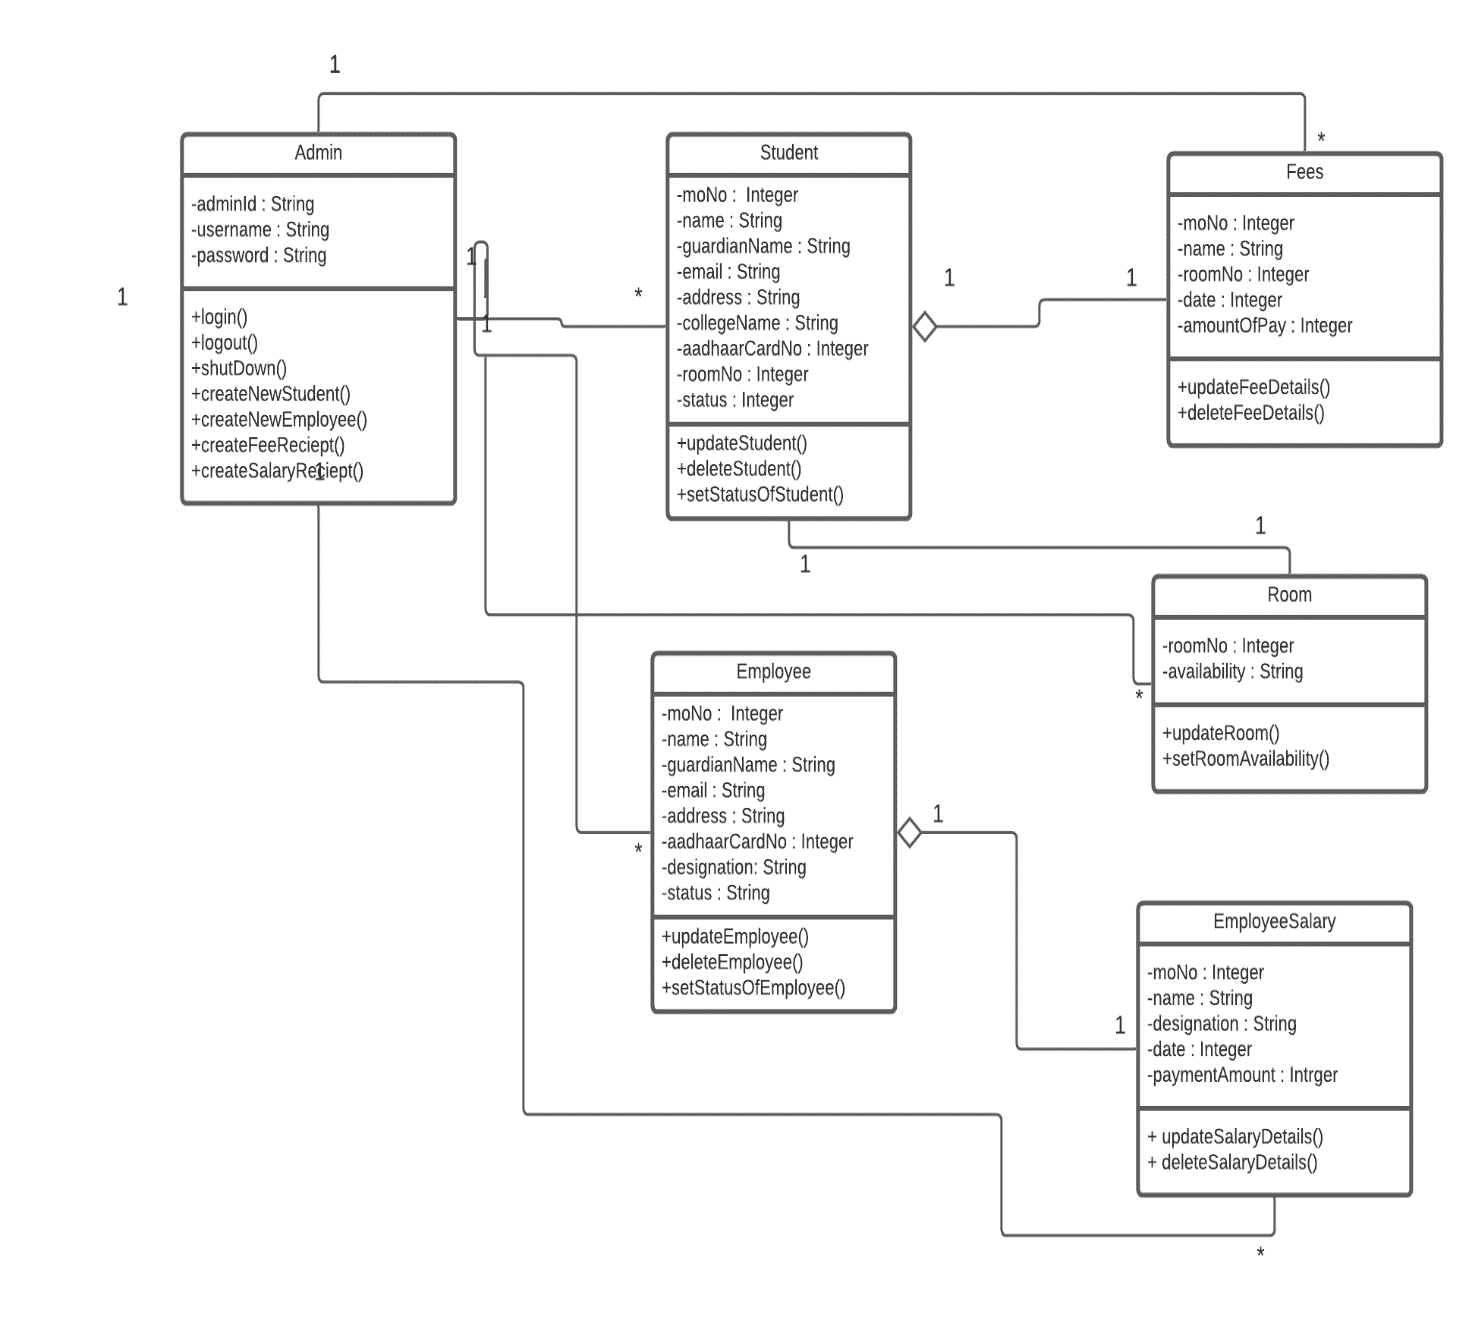 1
*
Admin
-adminId : String
-username : String
-password : String
+login()
+logout()
+shutDown()
+createNewStudent()
+createNewEmployee()
+createFeeReciept()
+createSalaryReciept()
1
1
1
1
*
Student
-moNo :  Integer
-name : String
-guardianName : String
-email : String
-address : String
-collegeName : String
-aadhaarCardNo : Integer
-roomNo : Integer
-status : Integer
+updateStudent()
+deleteStudent()
+setStatusOfStudent()
1
1
Fees
-moNo : Integer
-name : String
-roomNo : Integer
-date : Integer
-amountOfPay : Integer
+updateFeeDetails()
+deleteFeeDetails()
1
1
Room
-roomNo : Integer
-availability : String
+updateRoom()
+setRoomAvailability()
*
Employee
-moNo :  Integer
-name : String
-guardianName : String
-email : String
-address : String
-aadhaarCardNo : Integer
-designation: String
-status : String
+updateEmployee()
+deleteEmployee()
+setStatusOfEmployee()
*
1
1
EmployeeSalary
-moNo : Integer
-name : String
-designation : String
-date : Integer
-paymentAmount : Intrger
+ updateSalaryDetails()
+ deleteSalaryDetails()
*